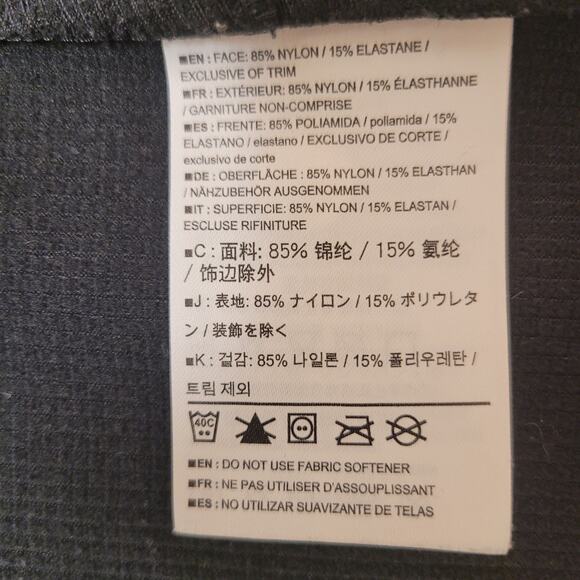 ■EN : FACE: 85% NYLON / 15% ELASTANE /
EXCLUSIVE OF TRIM
■FR : EXTÉRIEUR: 85% NYLON / 15% ÉLASTHANNE
/ GARNITURE NON-COMPRISE
■ES : FRENTE: 85% POLIAMIDA / poliamida / 15%
ELASTANO / elastano / EXCLUSIVO DE CORTE /
exclusivo de corte
■DE : OBERFLÄCHE : 85% NYLON / 15% ELASTHAN
/ NÄHZUBEHÖR AUSGENOMMEN
■IT : SUPERFICIE: 85% NYLON / 15% ELASTAN /
ESCLUSE RIFINITURE
■C : 面料: 85% 锦纶 / 15% 氨纶
/ 饰边除外
■J : 表地: 85% ナイロン / 15% ポリウレタ
ン / 装飾を除く
■K : 겉감: 85% 나일론 / 15% 폴리우레탄 /
트림 제외
40C
■EN : DO NOT USE FABRIC SOFTENER
■FR : NE PAS UTILISER D'ASSOUPLISSANT
■ES : NO UTILIZAR SUAVIZANTE DE TELAS